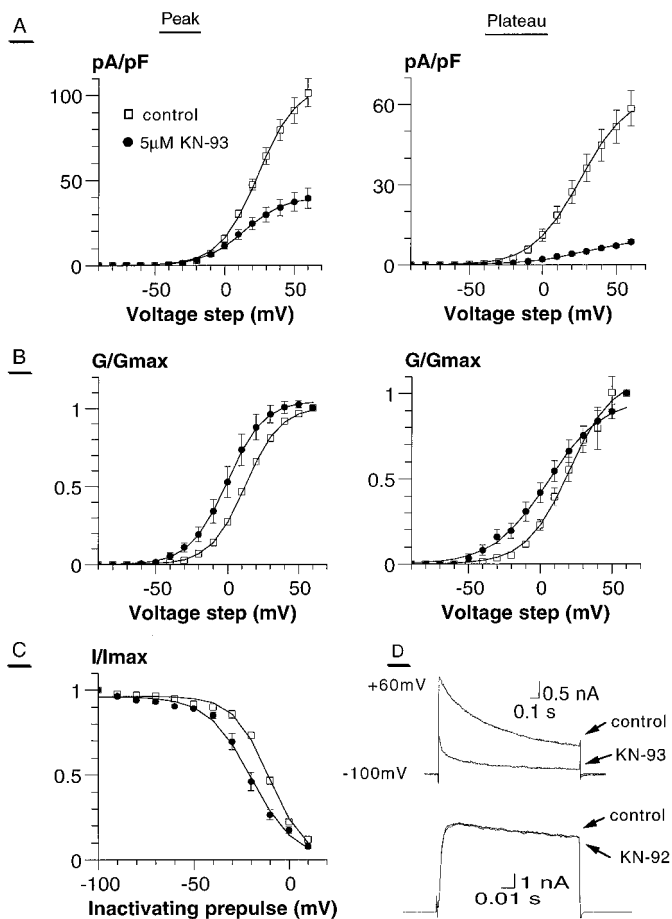 A
Peak
Plateau
pA/pF
pA/pF
100
50
0
control
5µM KN-93
-50 0 50
Voltage step (mV)
60
30
0
-50 0 50
Voltage step (mV)
B
G/Gmax
G/Gmax
1
0.5
0
-50 0 50
Voltage step (mV)
1
0.5
0
-50 0 50
Voltage step (mV)
C
I/Imax
1
0.5
0
-100 -50 0
Inactivating prepulse (mV)
D
+60mV
0.5 nA
0.1 s
control
KN-93
-100mV
control
KN-92
1 nA
0.01 s